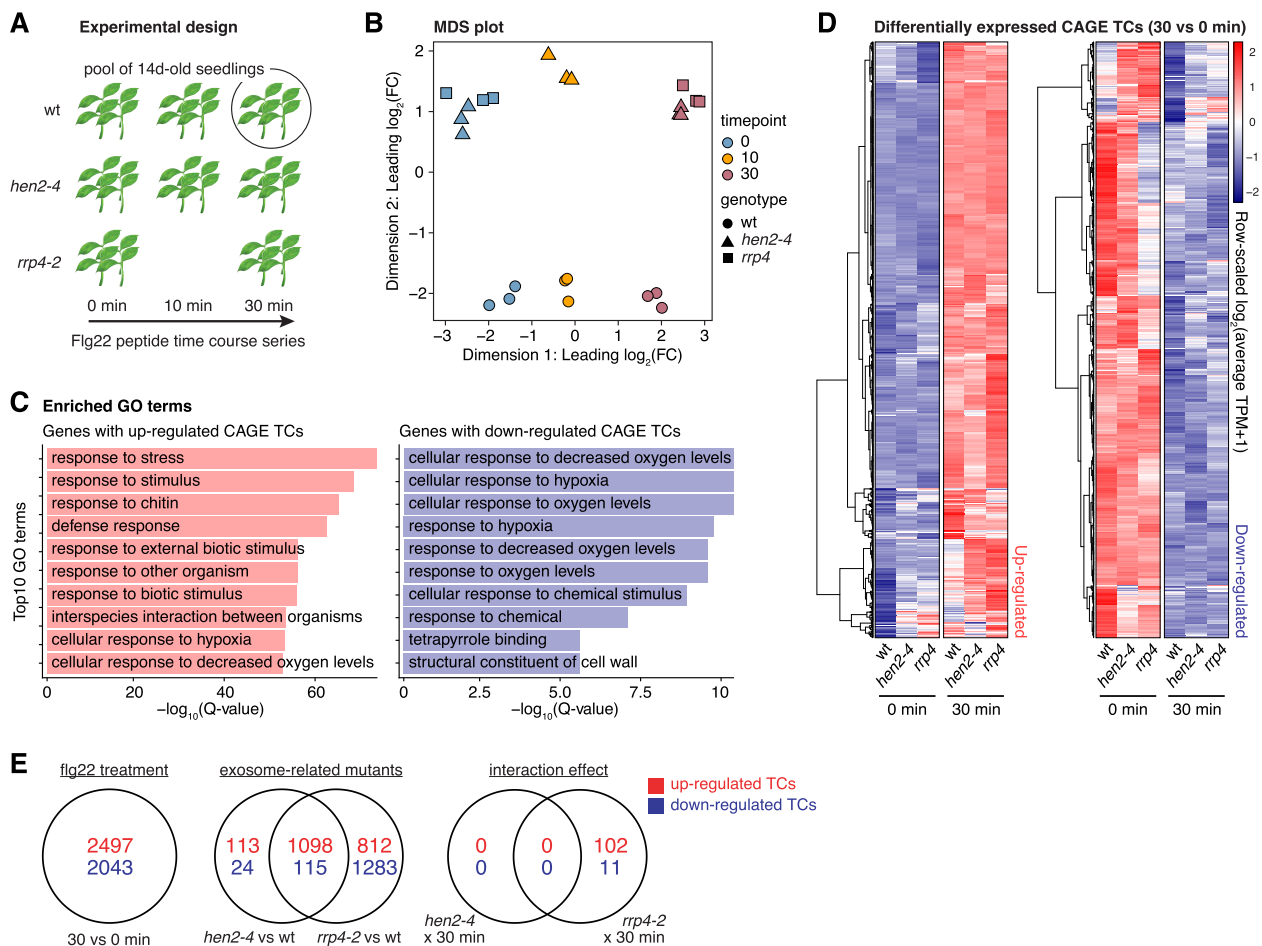 A
Experimental design
pool of 14d-old seedlings
wt
hen2-4
rrp4-2
0 min
10 min
30 min
Flg22 peptide time course series
B
MDS plot
Dimension 2: Leading log2(FC)
2
1
0
−1
−2
−3
−2
−1
0
1
2
3
Dimension 1: Leading log2(FC)
timepoint
0
10
30
genotype
wt
hen2-4
rrp4
C
Enriched GO terms
Genes with up-regulated CAGE TCs
Top10 GO terms
response to stress
response to stimulus
response to chitin
defense response
response to external biotic stimulus
response to other organism
response to biotic stimulus
interspecies interaction between organisms
cellular response to hypoxia
cellular response to decreased oxygen levels
0
20
40
60
−log10(Q-value)
Genes with down-regulated CAGE TCs
cellular response to decreased oxygen levels
cellular response to hypoxia
cellular response to oxygen levels
response to hypoxia
response to decreased oxygen levels
response to oxygen levels
cellular response to chemical stimulus
response to chemical
tetrapyrrole binding
structural constituent of cell wall
0
2.5
5.0
7.5
10
−log10(Q-value)
D
Differentially expressed CAGE TCs (30 vs 0 min)
Up-regulated
wt
hen2-4
rrp4
wt
hen2-4
rrp4
0 min
30 min
Down-regulated
wt
hen2-4
rrp4
wt
hen2-4
rrp4
0 min
30 min
2
1
0
−1
−2
Row-scaled log2(average TPM+1)
E
flg22 treatment
2497
2043
30 vs 0 min
exosome-related mutants
113
1098
812
24
115
1283
hen2-4 vs wt
rrp4-2 vs wt
interaction effect
0
0
102
0
0
11
hen2-4
x 30 min
rrp4-2
x 30 min
up-regulated TCs
down-regulated TCs